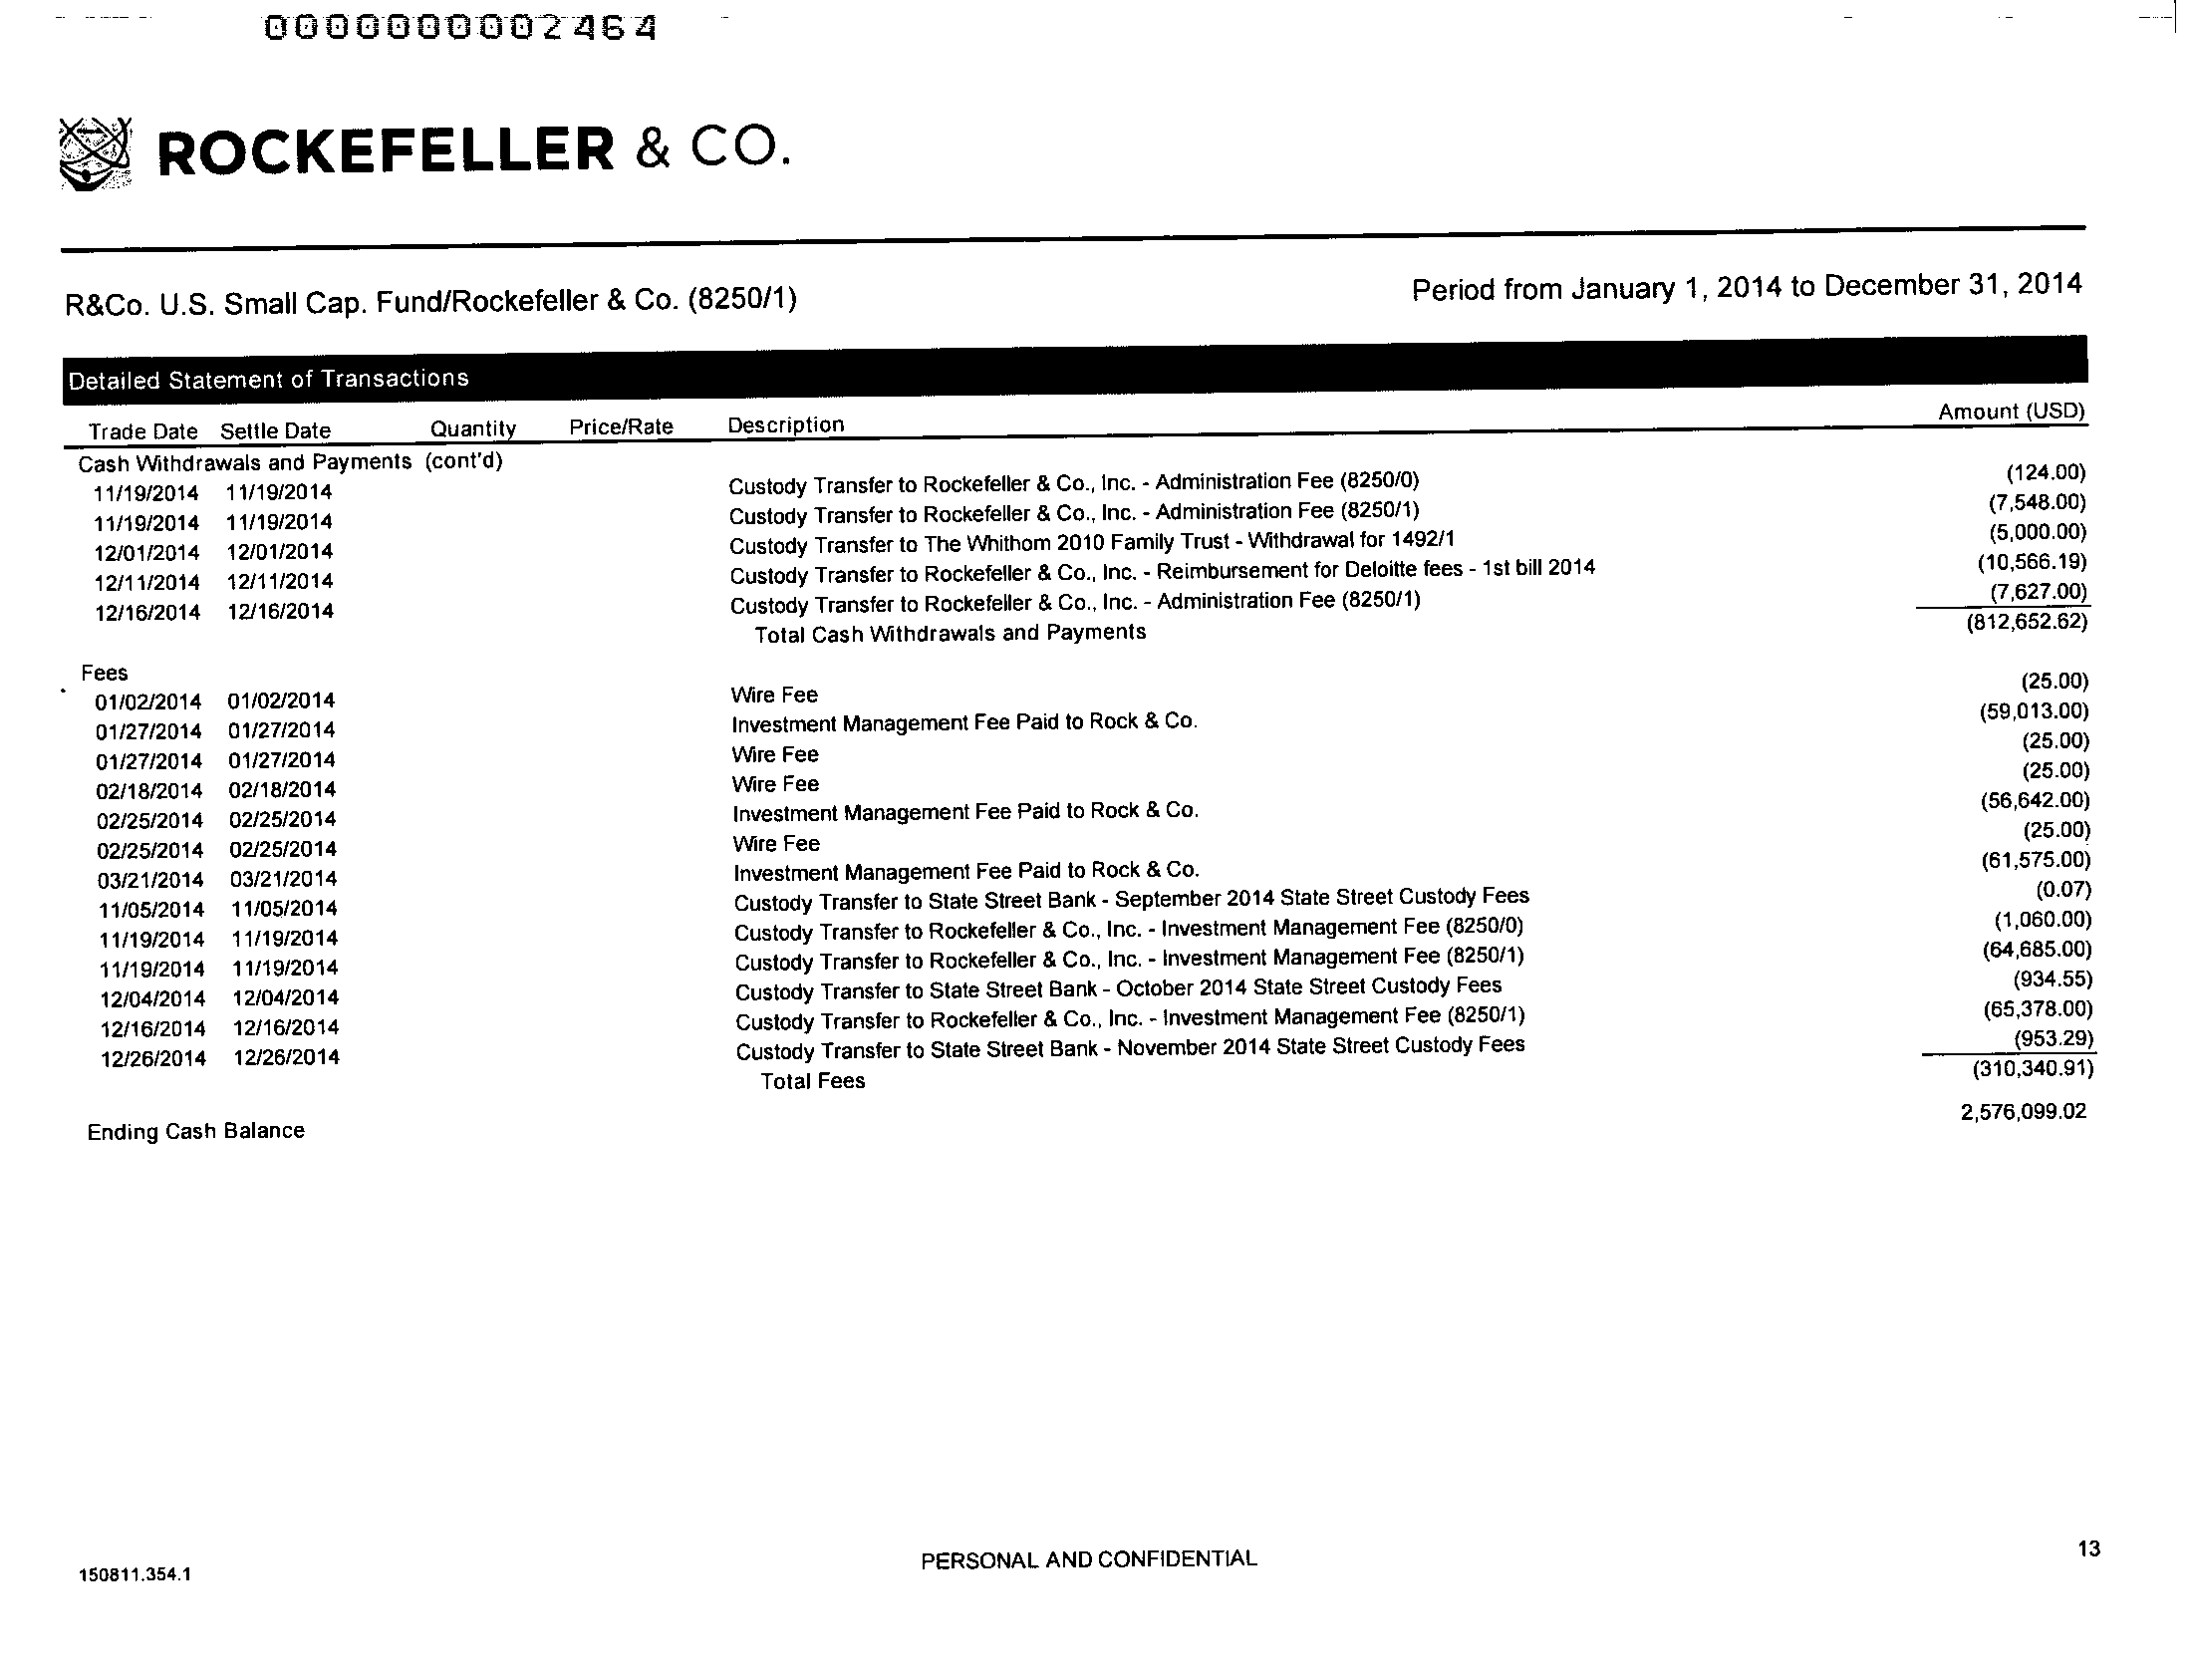 0000000002464
ROCKEFELLER & CO.
R&Co. U.S. Small Cap. Fund/Rockefeller & Co. (8250/1) Period from January 1, 2014 to December 31, 2014
Detailed Statement of Transactions
Trade Date Settle Date Quantity Price/Rate Description Amount (USD)
Cash Withdrawals and Payments (cont'd)
11/19/2014 11/19/2014 Custody Transfer to Rockefeller & Co., Inc. - Administration Fee (8250/0) (124.00)
11/19/2014 11/19/2014 Custody Transfer to Rockefeller & Co., Inc. - Administration Fee (8250/1) (7,548.00)
12/01/2014 12/01/2014 Custody Transfer to The Whithom 2010 Family Trust - Withdrawal for 1492/1 (5,000.00)
12/11/2014 12/11/2014 Custody Transfer to Rockefeller & Co., Inc. - Reimbursement for Deloitte fees - 1st bill 2014 (10,566.19)
12/16/2014 12/16/2014 Custody Transfer to Rockefeller & Co., Inc. - Administration Fee (8250/1) (7,627.00)
Total Cash Withdrawals and Payments (812,652.62)
Fees
01/02/2014 01/02/2014 Wire Fee (25.00)
01/27/2014 01/27/2014 Investment Management Fee Paid to Rock & Co. (59,013.00)
01/27/2014 01/27/2014 Wire Fee (25.00)
02/18/2014 02/18/2014 Wire Fee (25.00)
02/25/2014 02/25/2014 Investment Management Fee Paid to Rock & Co. (56,642.00)
02/25/2014 02/25/2014 Wire Fee (25.00)
03/21/2014 03/21/2014 Investment Management Fee Paid to Rock & Co. (61,575.00)
11/05/2014 11/05/2014 Custody Transfer to State Street Bank - September 2014 State Street Custody Fees (0.07)
11/19/2014 11/19/2014 Custody Transfer to Rockefeller & Co., Inc. - Investment Management Fee (8250/0) (1,060.00)
11/19/2014 11/19/2014 Custody Transfer to Rockefeller & Co., Inc. - Investment Management Fee (8250/1) (64,685.00)
12/04/2014 12/04/2014 Custody Transfer to State Street Bank - October 2014 State Street Custody Fees (934.55)
12/16/2014 12/16/2014 Custody Transfer to Rockefeller & Co., Inc. - Investment Management Fee (8250/1) (65,378.00)
12/26/2014 12/26/2014 Custody Transfer to State Street Bank - November 2014 State Street Custody Fees (953.29)
Total Fees (310,340.91)
Ending Cash Balance 2,576,099.02
150811.354.1 PERSONAL AND CONFIDENTIAL 13